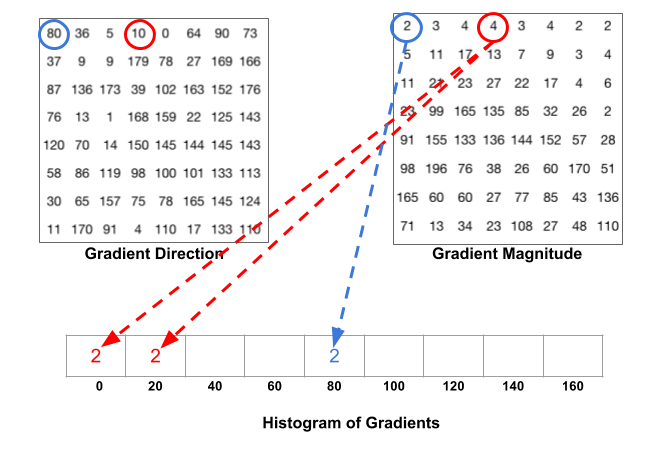 80 36 5 10 0 64 90 73
37 9 9 179 78 27 169 166
87 136 173 39 102 163 152 176
76 13 1 168 159 22 125 143
120 70 14 150 145 144 145 143
58 86 119 98 100 101 133 113
30 65 157 75 78 165 145 124
11 170 91 4 110 17 133 110
Gradient Direction
2 3 4 4 3 4 2 2
5 11 17 13 7 9 3 4
11 21 23 27 22 17 4 6
23 99 165 135 85 32 26 2
91 155 133 136 144 152 57 28
98 196 76 38 26 60 170 51
165 60 60 27 77 85 43 136
71 13 34 23 108 27 48 110
Gradient Magnitude
2 2 2
0 20 40 60 80 100 120 140 160
Histogram of Gradients